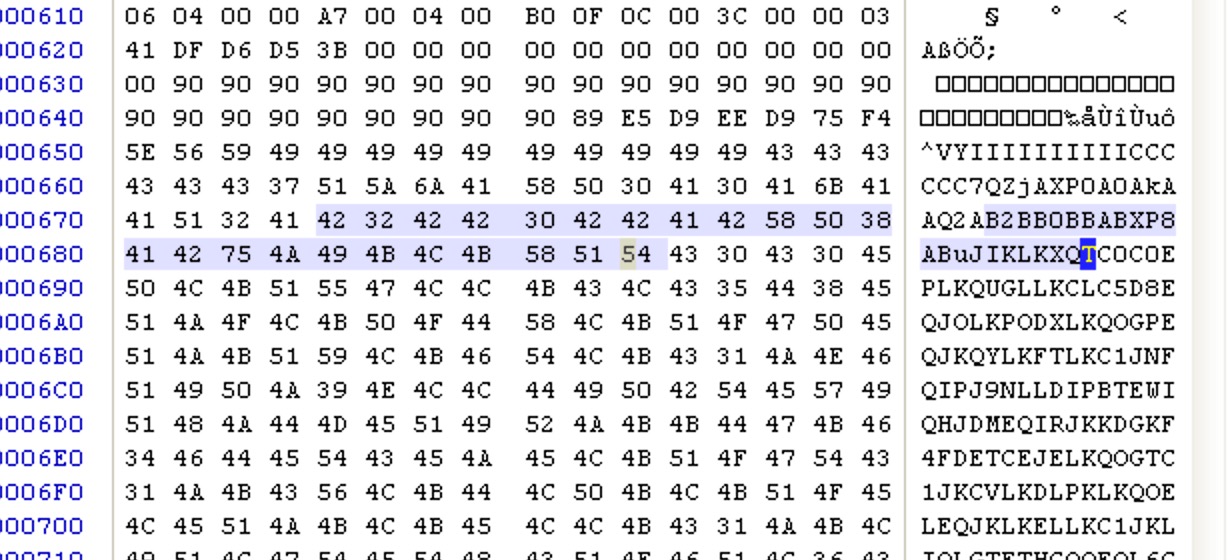 000610 06 04 00 00 A7 00 04 00 B0 0F 0C 00 3C 00 00 03 § ° <
000620 41 DF D6 D5 3B 00 00 00 00 00 00 00 00 00 00 00 AßÖÕ;
000630 00 90 90 90 90 90 90 90 90 90 90 90 90 90 90 90 □□□□□□□□□□□□□□□
000640 90 90 90 90 90 90 90 90 90 89 E5 D9 EE D9 75 F4 □□□□□□□□□‰åÙîÙuô
000650 5E 56 59 49 49 49 49 49 49 49 49 49 49 43 43 43 ^VYIIIIIIIIIICCC
000660 43 43 43 37 51 5A 6A 41 58 50 30 41 30 41 6B 41 CCC7QZjAXP0A0AkA
000670 41 51 32 41 42 32 42 42 30 42 42 41 42 58 50 38 AQ2AB2BB0BBABXP8
000680 41 42 75 4A 49 4B 4C 4B 58 51 54 43 30 43 30 45 ABuJIKLKXQTC0C0E
000690 50 4C 4B 51 55 47 4C 4C 4B 43 4C 43 35 44 38 45 PLKQUGLLKCLC5D8E
0006A0 51 4A 4F 4C 4B 50 4F 44 58 4C 4B 51 4F 47 50 45 QJOLKPODXLKQOGPE
0006B0 51 4A 4B 51 59 4C 4B 46 54 4C 4B 43 31 4A 4E 46 QJKQYLKFTLKC1JNF
0006C0 51 49 50 4A 39 4E 4C 4C 44 49 50 42 54 45 57 49 QIPJ9NLLDIPBTEWI
0006D0 51 48 4A 44 4D 45 51 49 52 4A 4B 4B 44 47 4B 46 QHJDMEQIRJKKDGKF
0006E0 34 46 44 45 54 43 45 4A 45 4C 4B 51 4F 47 54 43 4FDETCEJELKQOGTC
0006F0 31 4A 4B 43 56 4C 4B 44 4C 50 4B 4C 4B 51 4F 45 1JKCVLKDLPKLKQOE
000700 4C 45 51 4A 4B 4C 4B 45 4C 4C 4B 43 31 4A 4B 4C LEQJKLKELLKC1JKL